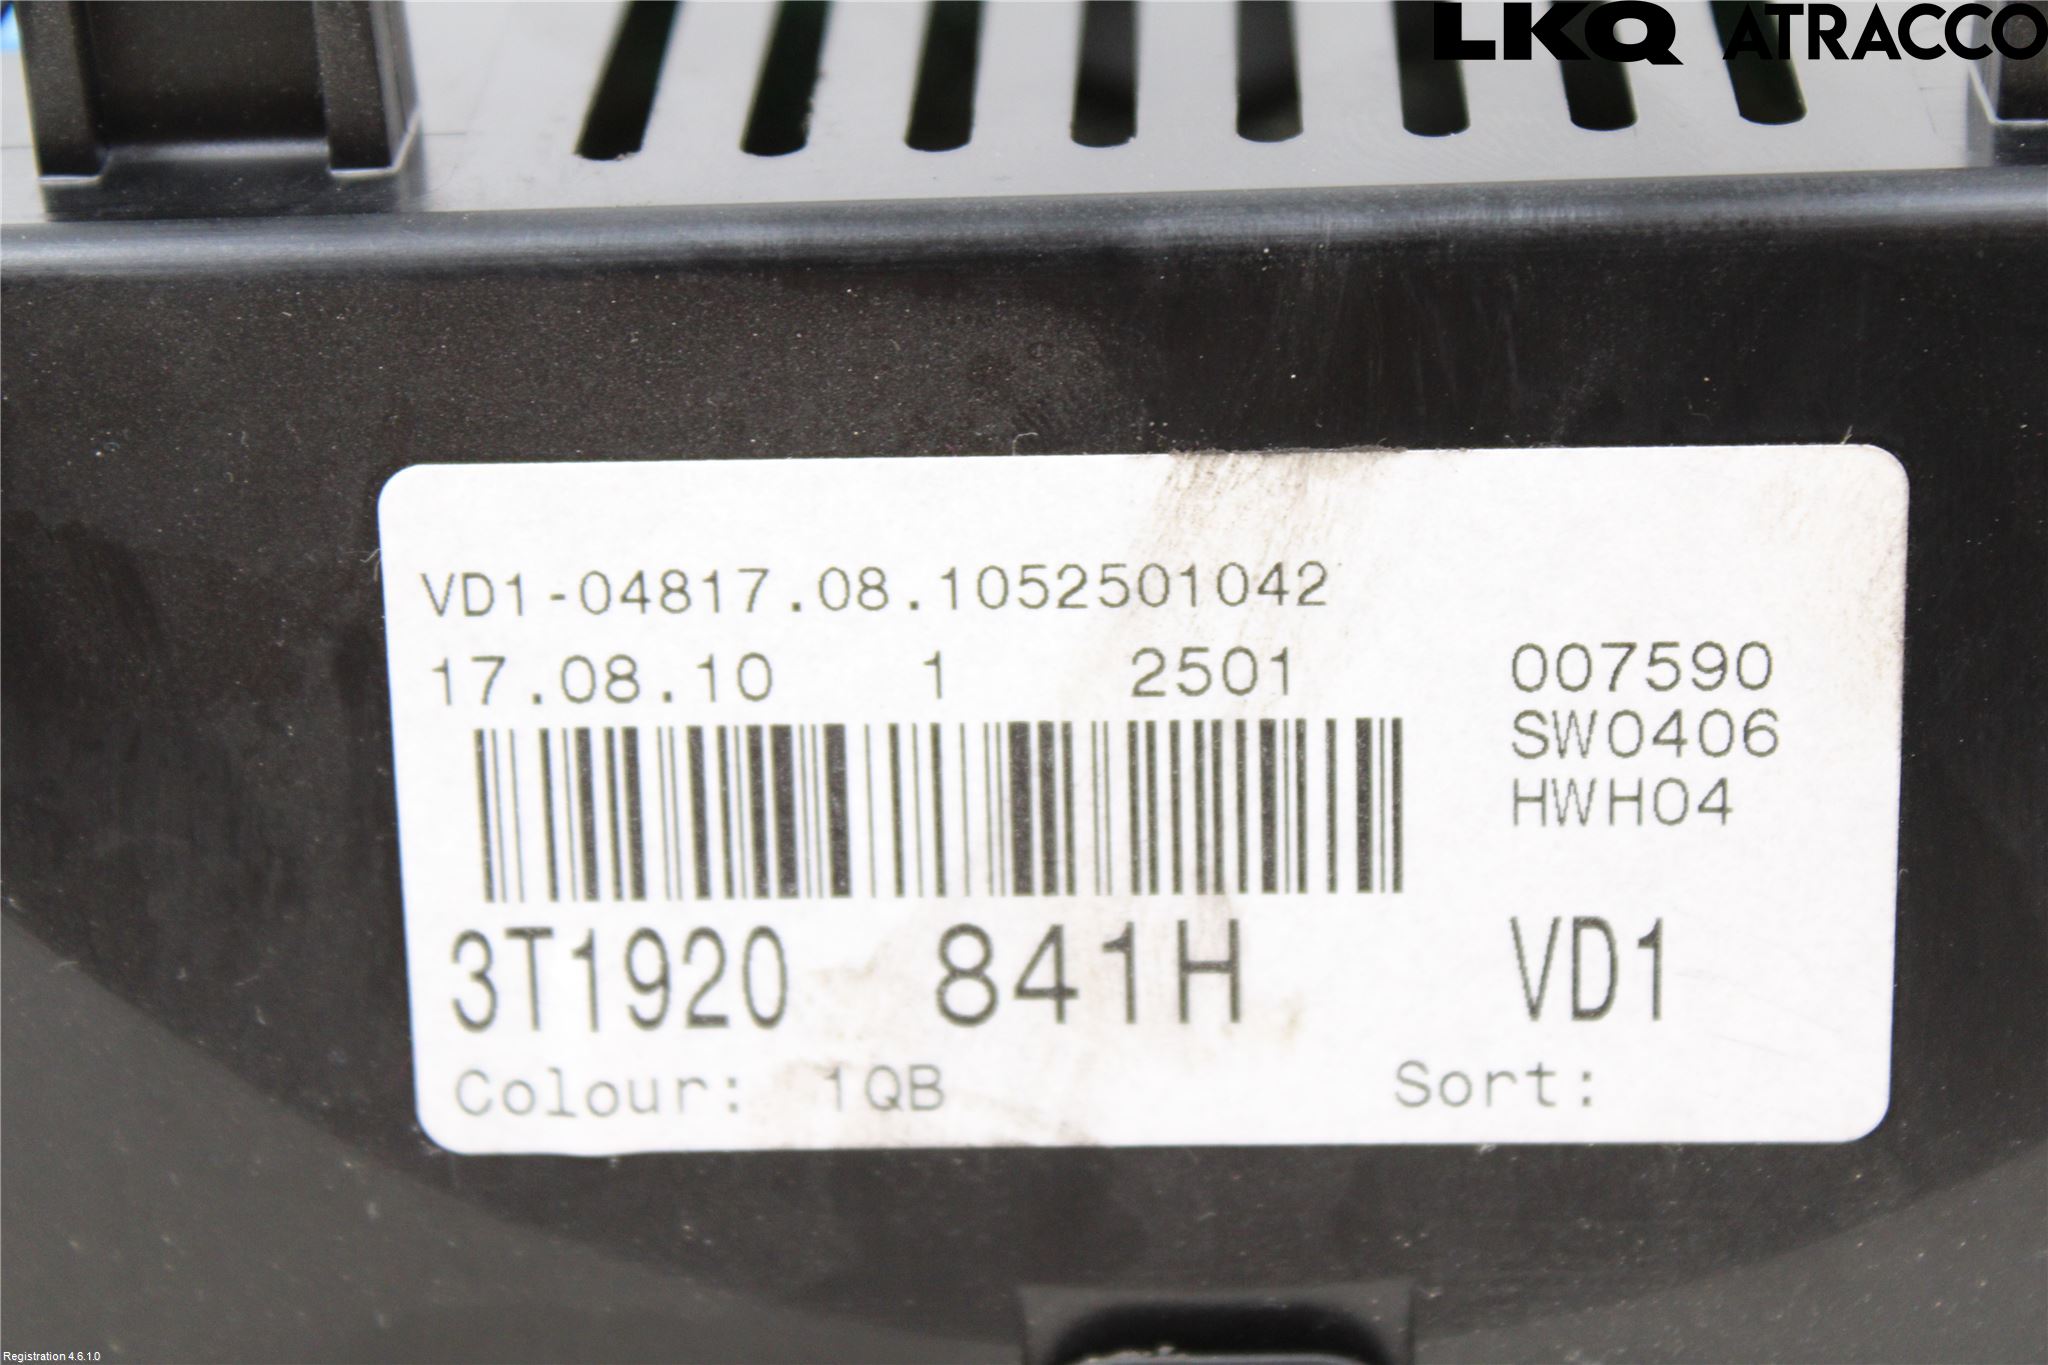 LKQ ATRACCO
VD1-04817.08.1052501042
17.08.10 1 2501 007590
SW0406
HWH04
3T1920 841H VD1
Colour: 1QB Sort:
Registration 4.6.1.0